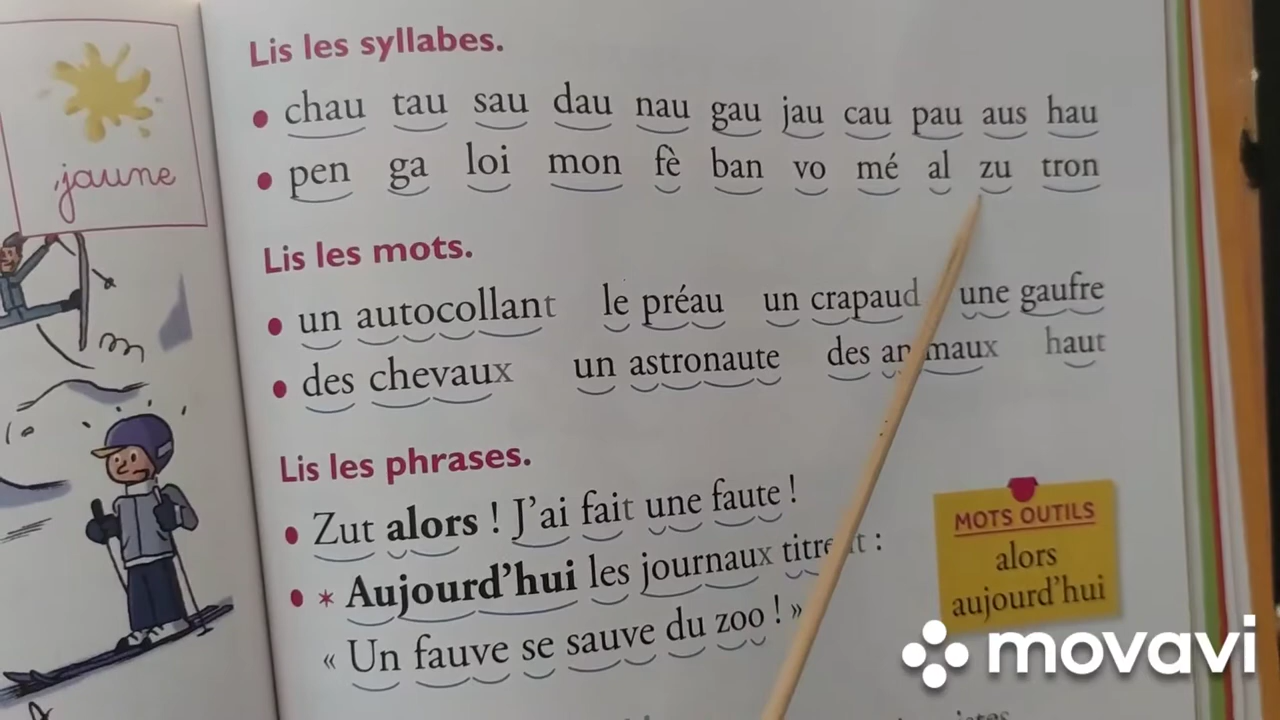 jaune
Lis les syllabes.
• chau tau sau dau nau gau jau cau pau aus hau
• pen ga loi mon fè ban vo mé al zu tron
Lis les mots.
• un autocollant le préau un crapaud une gaufre
• des chevaux un astronaute des animaux haut
Lis les phrases.
• Zut alors ! J'ai fait une faute !
• * Aujourd'hui les journaux titrent :
« Un fauve se sauve du zoo ! »
MOTS OUTILS
alors
aujourd'hui
movavi